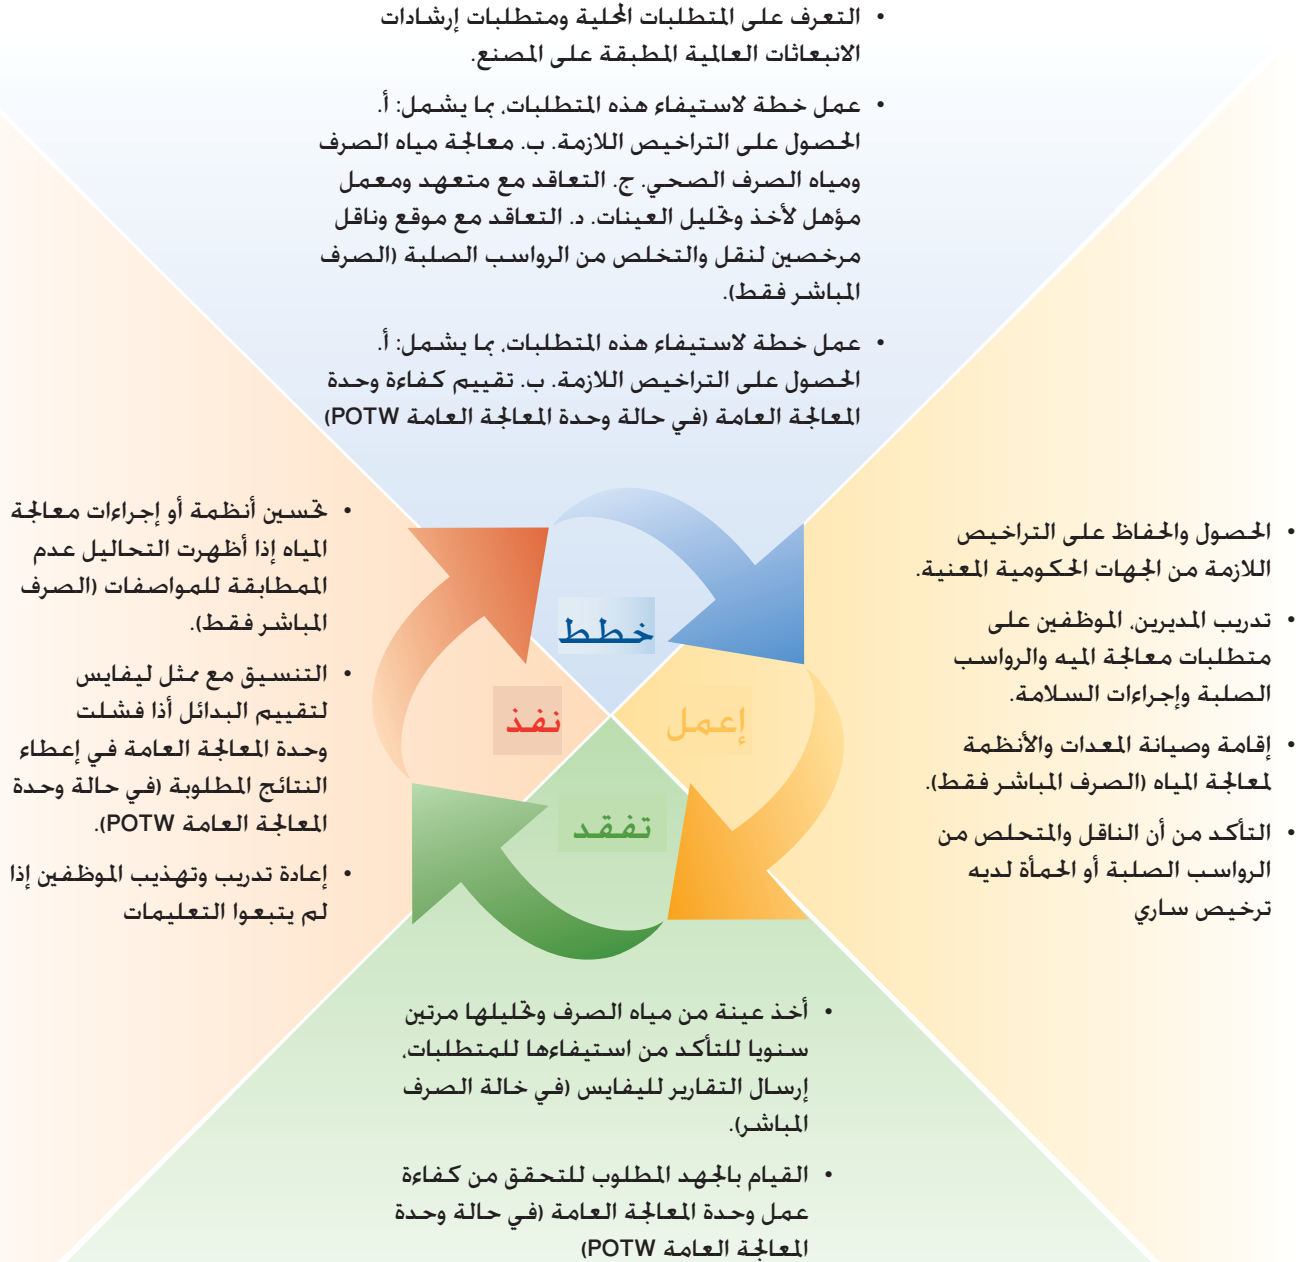 • التعرف على المتطلبات المحلية ومتطلبات إرشادات
الانبعاثات العالمية المطبقة على المصنع.
• عمل خطة لاستيفاء هذه المتطلبات، بما يشمل: أ.
الحصول على التراخيص اللازمة. ب. معالجة مياه الصرف
ومياه الصرف الصحي. ج. التعاقد مع متعهد ومعمل
مؤهل لأخذ وتحليل العينات. د. التعاقد مع موقع وناقل
مرخصين لنقل والتخلص من الرواسب الصلبة (الصرف
المباشر فقط).
• عمل خطة لاستيفاء هذه المتطلبات، بما يشمل: أ.
الحصول على التراخيص اللازمة. ب. تقييم كفاءة وحدة
المعالجة العامة (في حالة وحدة المعالجة العامة POTW)
خطط
• الحصول والحفاظ على التراخيص
اللازمة من الجهات الحكومية المعنية.
• تدريب المديرين، الموظفين على
متطلبات معالجة الميه والرواسب
الصلبة وإجراءات السلامة.
• إقامة وصيانة المعدات والأنظمة
لمعالجة المياه (الصرف المباشر فقط).
• التأكد من أن الناقل والمتحلص من
الرواسب الصلبة أو الحمأة لديه
ترخيص ساري
إعمل
نفذ
• تحسين أنظمة أو إجراءات معالجة
المياه إذا أظهرت التحاليل عدم
المطابقة للمواصفات (الصرف
المباشر فقط).
• التنسيق مع ممثل ليفايس
لتقييم البدائل أذا فشلت
وحدة المعالجة العامة في إعطاء
النتائج المطلوبة (في حالة وحدة
المعالجة العامة POTW).
• إعادة تدريب وتهذيب الموظفين إذا
لم يتبعوا التعليمات
تفقد
• أخذ عينة من مياه الصرف وتحليلها مرتين
سنويا للتأكد من استيفاءها للمتطلبات،
إرسال التقارير لليفايس (في خالة الصرف
المباشر).
• القيام بالجهد المطلوب للتحقق من كفاءة
عمل وحدة المعالجة العامة (في حالة وحدة
المعالجة العامة POTW)